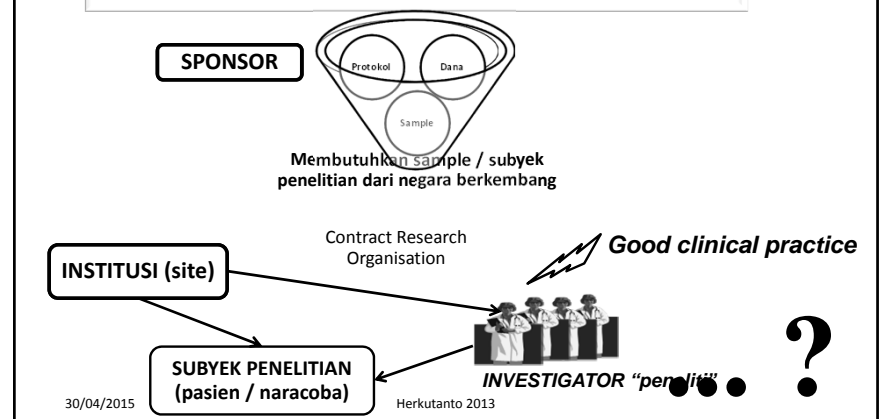 SPONSOR
Protokol
Dana
Sample
Membutuhkan sample / subyek
penelitian dari negara berkembang
Contract Research
Organisation
Good clinical practice
INSTITUSI (site)
SUBYEK PENELITIAN
(pasien / naracoba)
INVESTIGATOR “peneliti”
... ?
30/04/2015
Herkutanto 2013